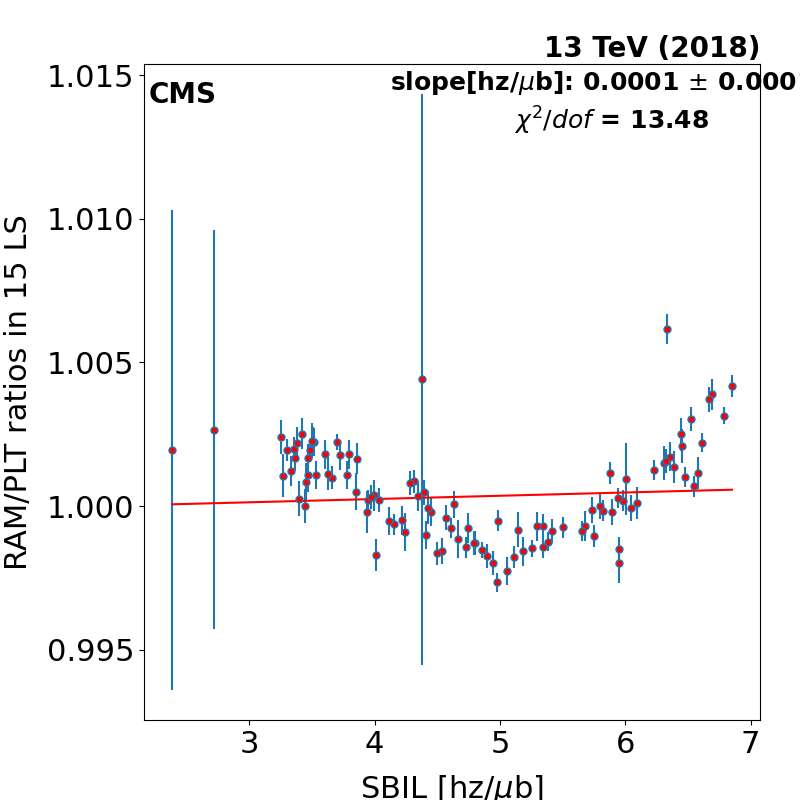 13 TeV (2018)
CMS
slope[hz/μb]: 0.0001 ± 0.000
χ²/dof = 13.48
RAM/PLT ratios in 15 LS
1.015
1.010
1.005
1.000
0.995
3 4 5 6 7
SBIL [hz/μb]